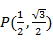 P(1/2, √3/2)